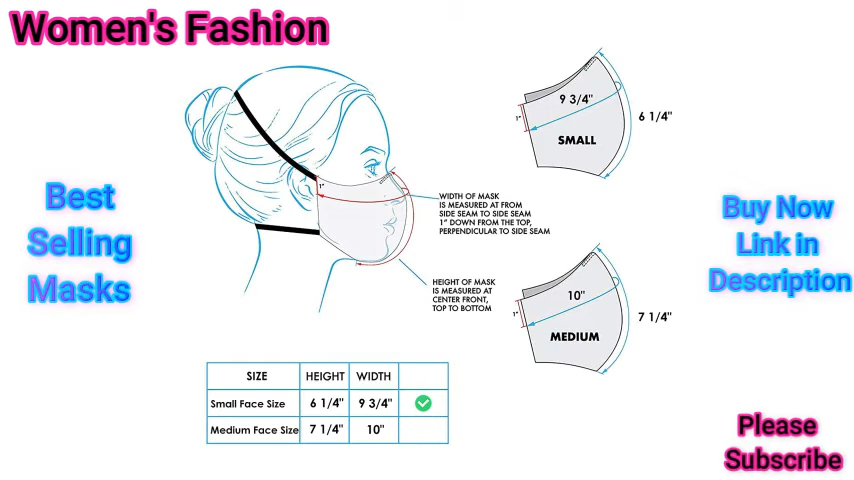 Women's Fashion
Best
Selling
Masks
1"
WIDTH OF MASK
IS MEASURED AT FROM
SIDE SEAM TO SIDE SEAM
1" DOWN FROM THE TOP,
PERPENDICULAR TO SIDE SEAM
HEIGHT OF MASK
IS MEASURED AT
CENTER FRONT,
TOP TO BOTTOM
9 3/4"
1"
6 1/4"
SMALL
10"
1"
7 1/4"
MEDIUM
Buy Now
Link in
Description
SIZE HEIGHT WIDTH
Small Face Size 6 1/4" 9 3/4"
Medium Face Size 7 1/4" 10"
Please
Subscribe